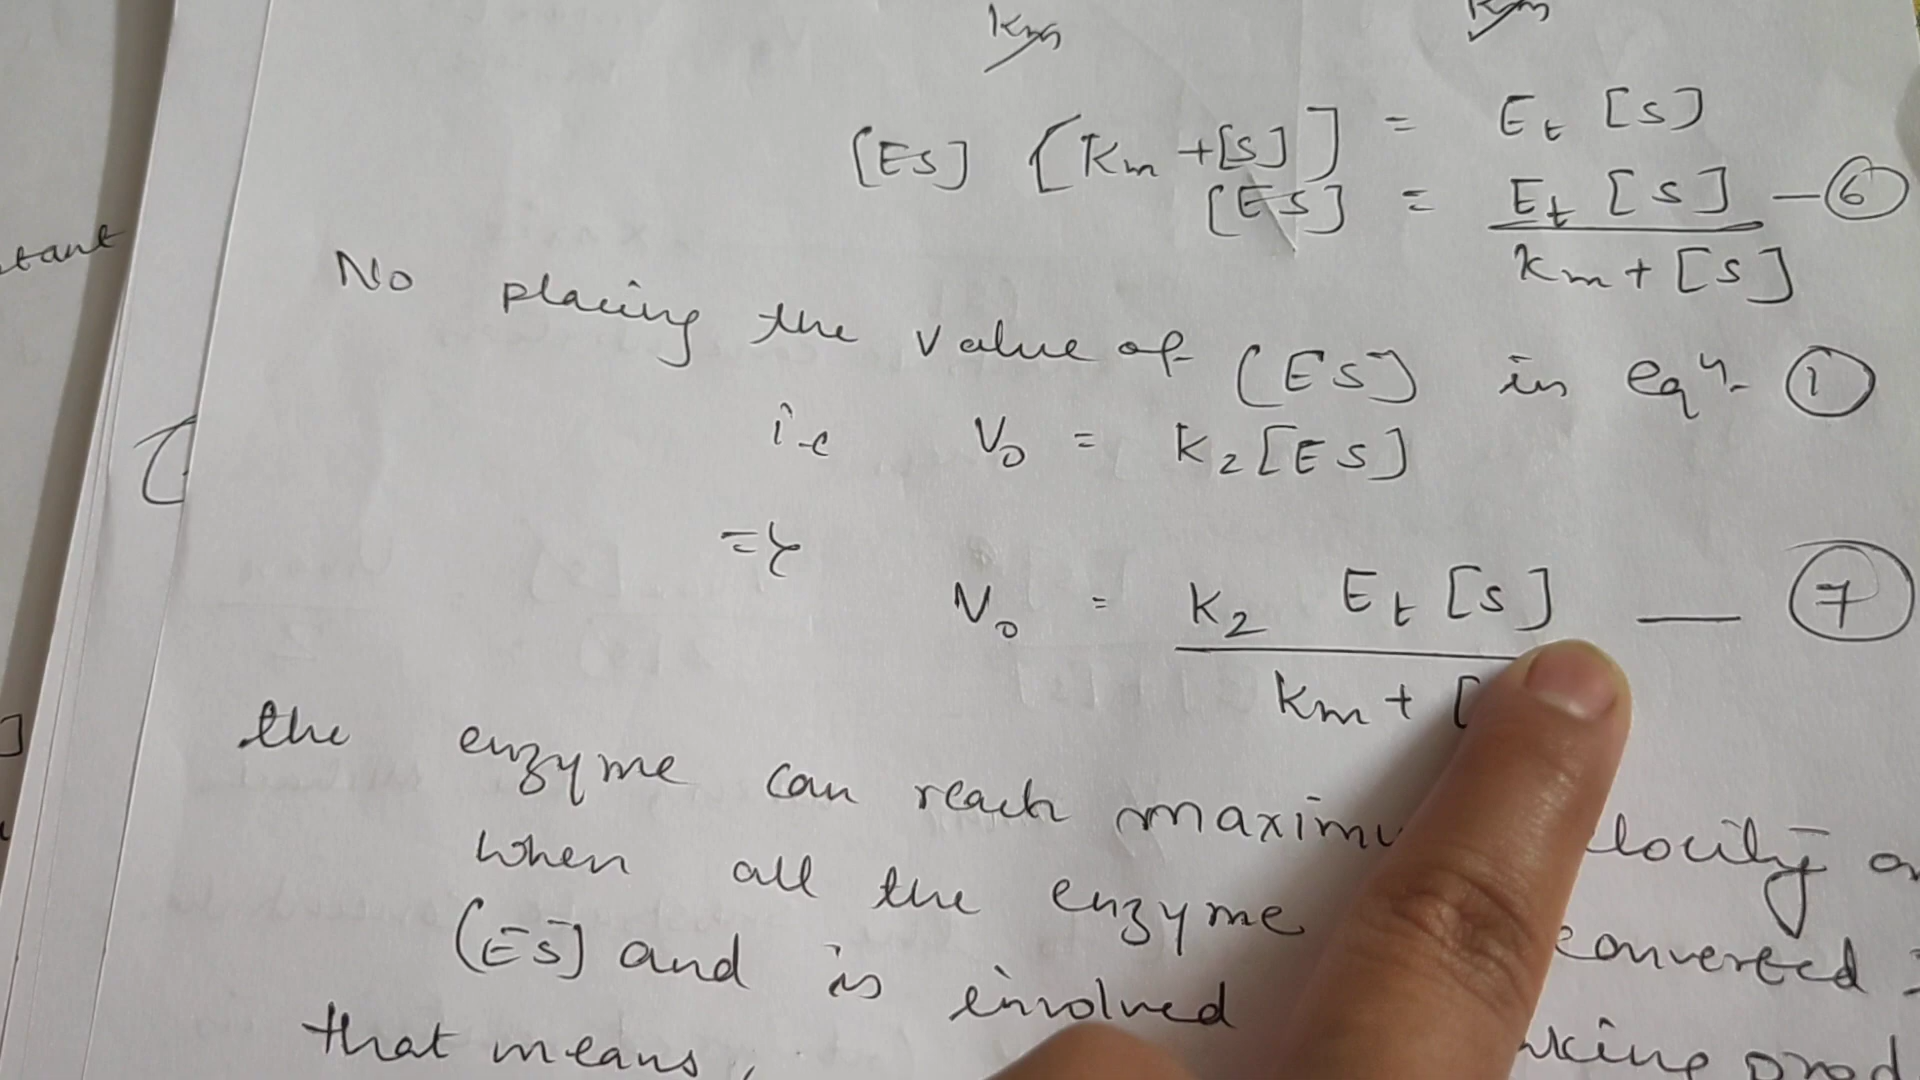 Km
Km
[ES] [Km + [S]] = Et [S]
[ES] = Et [S] / Km + [S] — 6
No placing the value of [ES] in eqn. 1
i.e V0 = K2 [ES]
=> V0 = K2 Et [S] / Km + [ — 7
the enzyme can reach
when all the enzyme converted
[ES] and is involved
that means,
tant